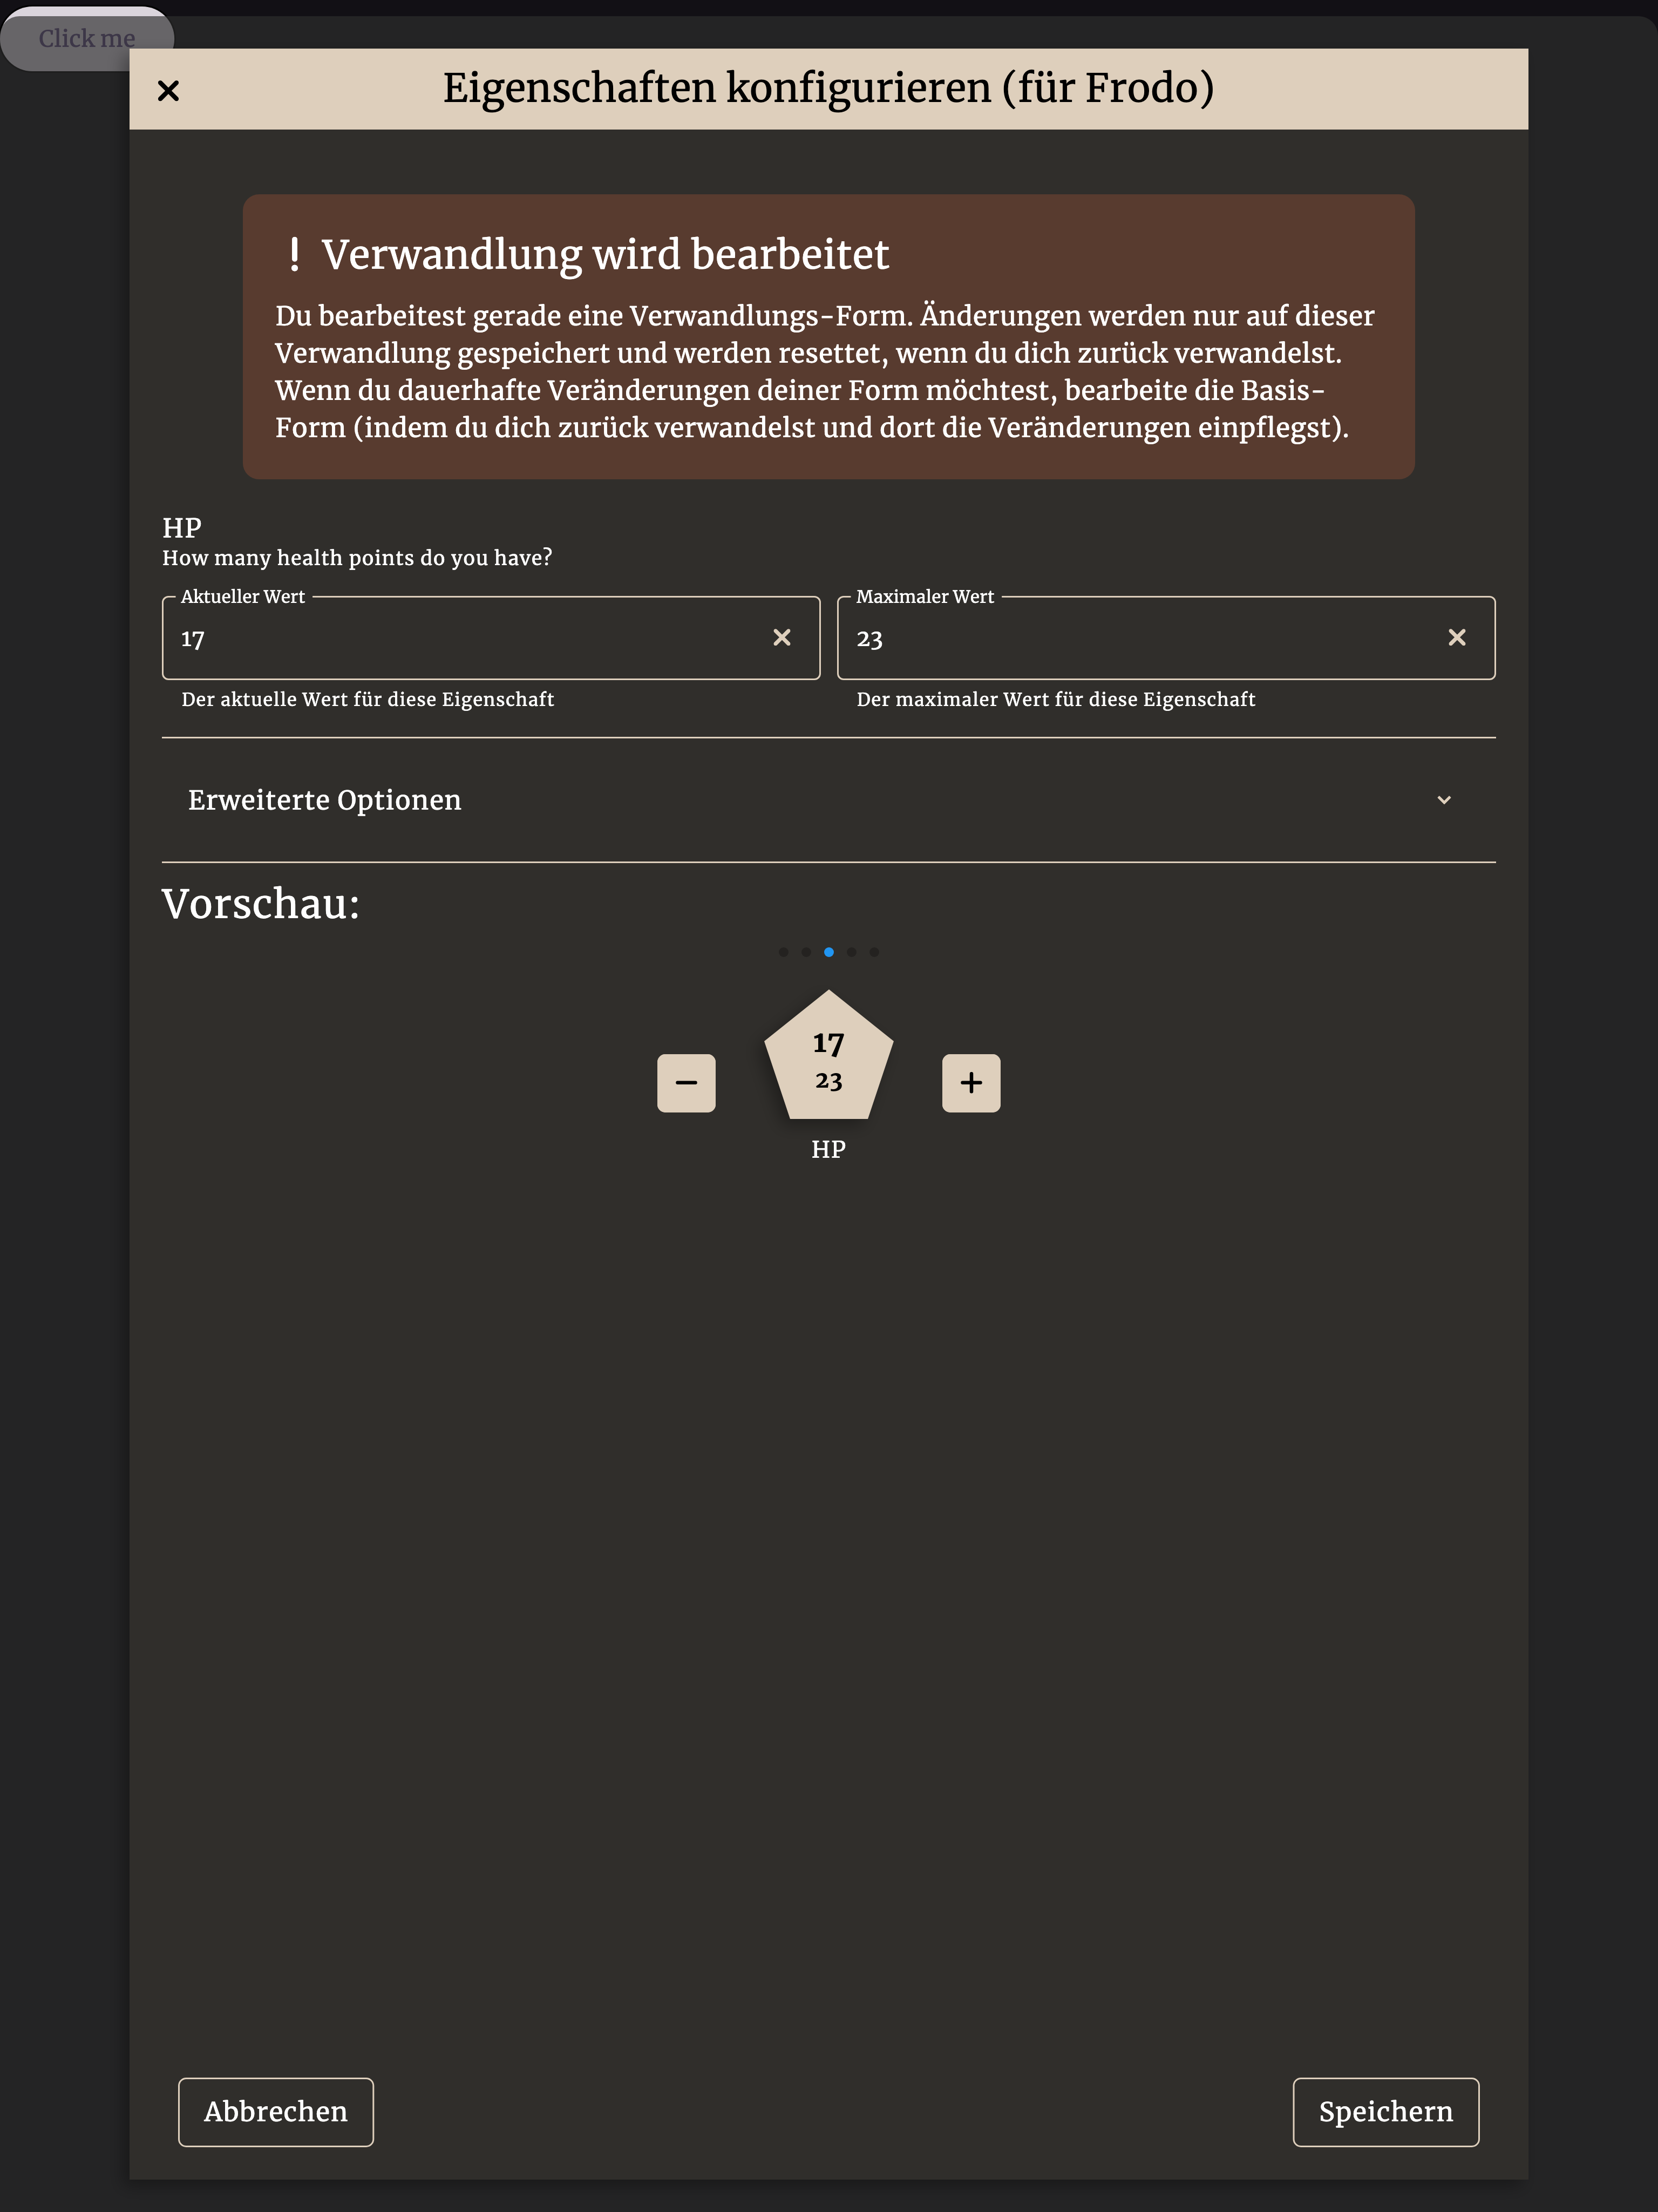 Click me
Eigenschaften konfigurieren (für Frodo)
! Verwandlung wird bearbeitet
Du bearbeitest gerade eine Verwandlungs-Form. Änderungen werden nur auf dieser
Verwandlung gespeichert und werden resettet, wenn du dich zurück verwandelst.
Wenn du dauerhafte Veränderungen deiner Form möchtest, bearbeite die Basis-
Form (indem du dich zurück verwandelst und dort die Veränderungen einpflegst).
HP
How many health points do you have?
Aktueller Wert
17
Der aktuelle Wert für diese Eigenschaft
Maximaler Wert
23
Der maximaler Wert für diese Eigenschaft
Erweiterte Optionen
Vorschau:
17
23
HP
Abbrechen
Speichern